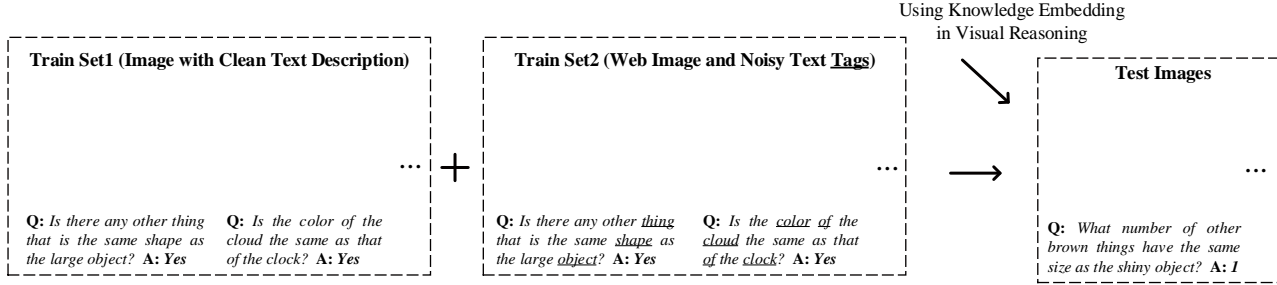 Using Knowledge Embedding
in Visual Reasoning
Train Set1 (Image with Clean Text Description)
Train Set2 (Web Image and Noisy Text Tags)
Test Images
...
+
...
...
Q: Is there any other thing
that is the same shape as
the large object? A: Yes
Q: Is the color of the
cloud the same as that
of the clock? A: Yes
Q: Is there any other thing
that is the same shape as
the large object? A: Yes
Q: Is the color of the
cloud the same as that
of the clock? A: Yes
Q: What number of other
brown things have the same
size as the shiny object? A: 1